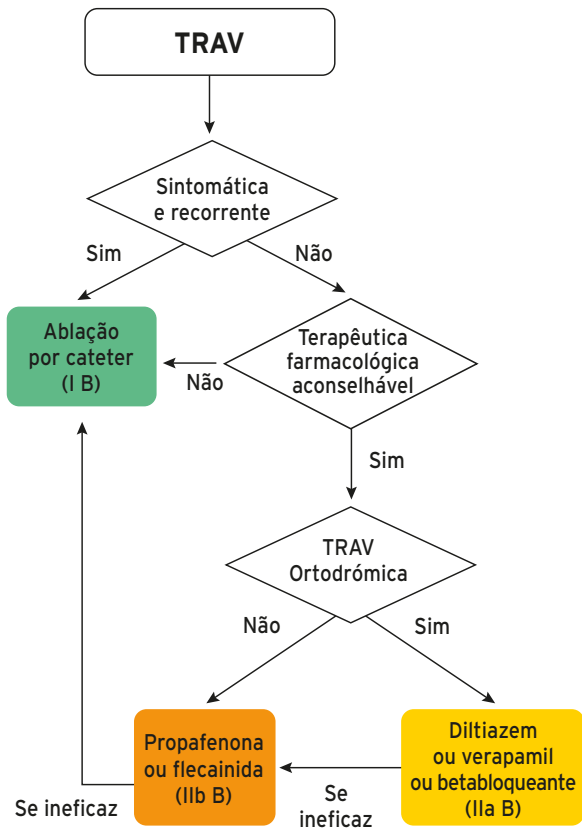 TRAV
Sintomática
e recorrente
Sim
Não
Ablação
por cateter
(I B)
Não
Terapêutica
farmacológica
aconselhável
Sim
TRAV
Ortodrómica
Não
Sim
Propafenona
ou flecainida
(IIb B)
Diltiazem
ou verapamil
ou betabloqueante
(IIa B)
Se ineficaz
Se
ineficaz